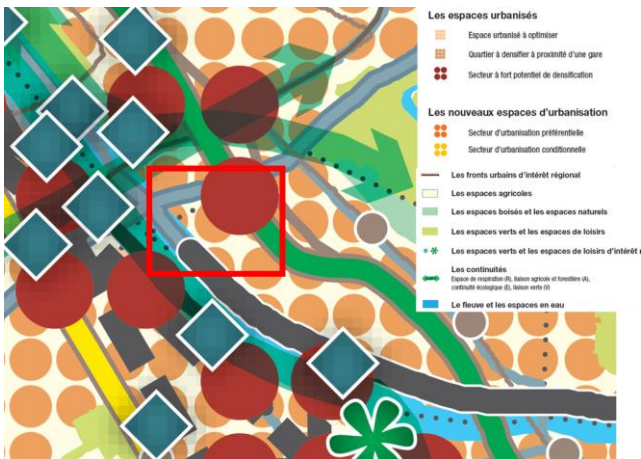 Les espaces urbanisés
Espace urbanisé à optimiser
Quartier à densifier à proximité d'une gare
Secteur à fort potentiel de densification
Les nouveaux espaces d'urbanisation
Secteur d'urbanisation préférentielle
Secteur d'urbanisation conditionnelle
Les fronts urbains d'intérêt régional
Les espaces agricoles
Les espaces boisés et les espaces naturels
Les espaces verts et les espaces de loisirs
Les espaces verts et les espaces de loisirs d'intérêt r
Les continuités
Espace de respiration (R), liaison agricole et forestière (A),
continuité écologique (E), liaison verte (V)
Le fleuve et les espaces en eau